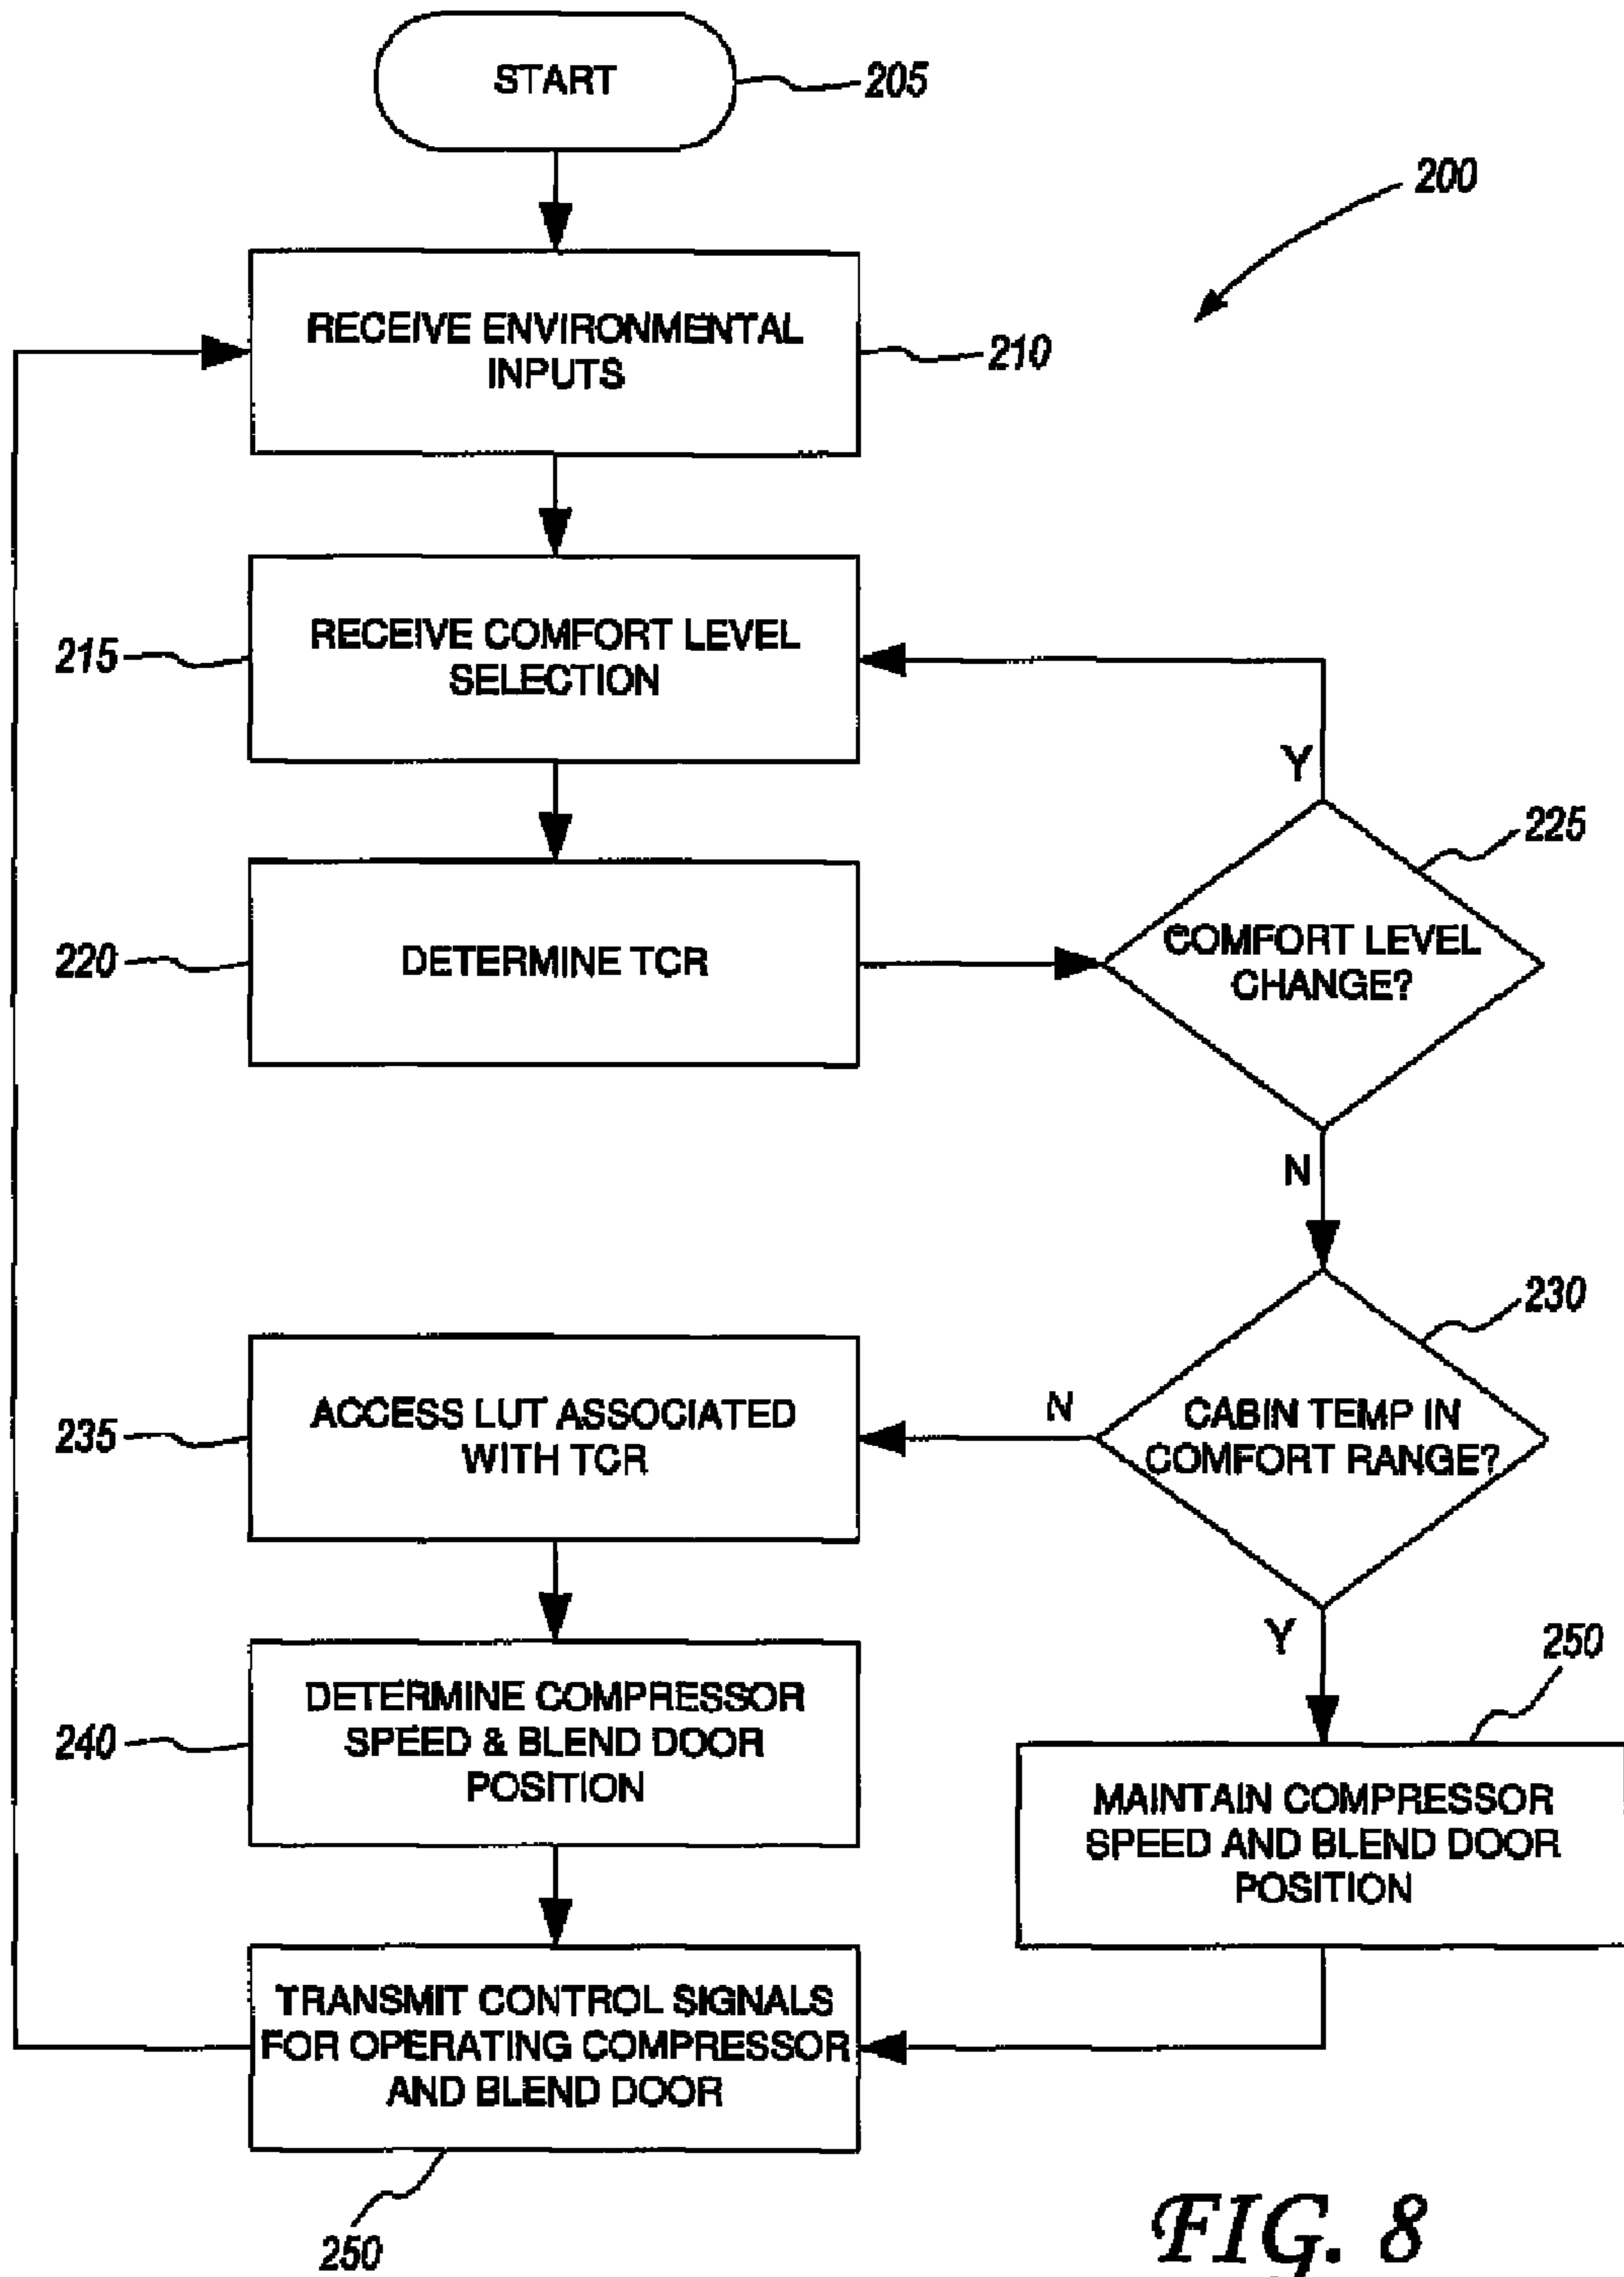 START
205
200
RECEIVE ENVIRONMENTAL
INPUTS
210
215
RECEIVE COMFORT LEVEL
SELECTION
Y
225
220
DETERMINE TCR
COMFORT LEVEL
CHANGE?
N
230
235
ACCESS LUT ASSOCIATED
WITH TCR
N
CABIN TEMP IN
COMFORT RANGE?
Y
250
240
DETERMINE COMPRESSOR
SPEED & BLEND DOOR
POSITION
MAINTAIN COMPRESSOR
SPEED AND BLEND DOOR
POSITION
TRANSMIT CONTROL SIGNALS
FOR OPERATING COMPRESSOR
AND BLEND DOOR
250
FIG. 8